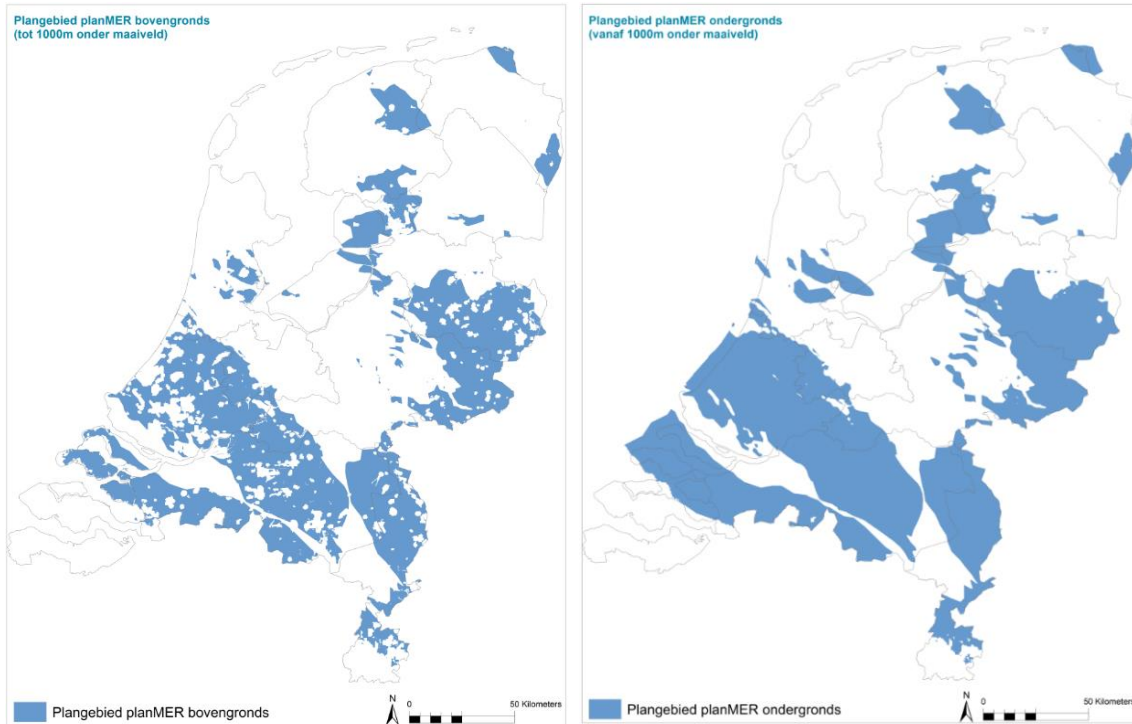 Plangebied planMER bovengronds
(tot 1000m onder maaiveld)
Plangebied planMER bovengronds
N
0
50 Kilometers
Plangebied planMER ondergronds
(vanaf 1000m onder maaiveld)
Plangebied planMER ondergronds
N
0
50 Kilometers